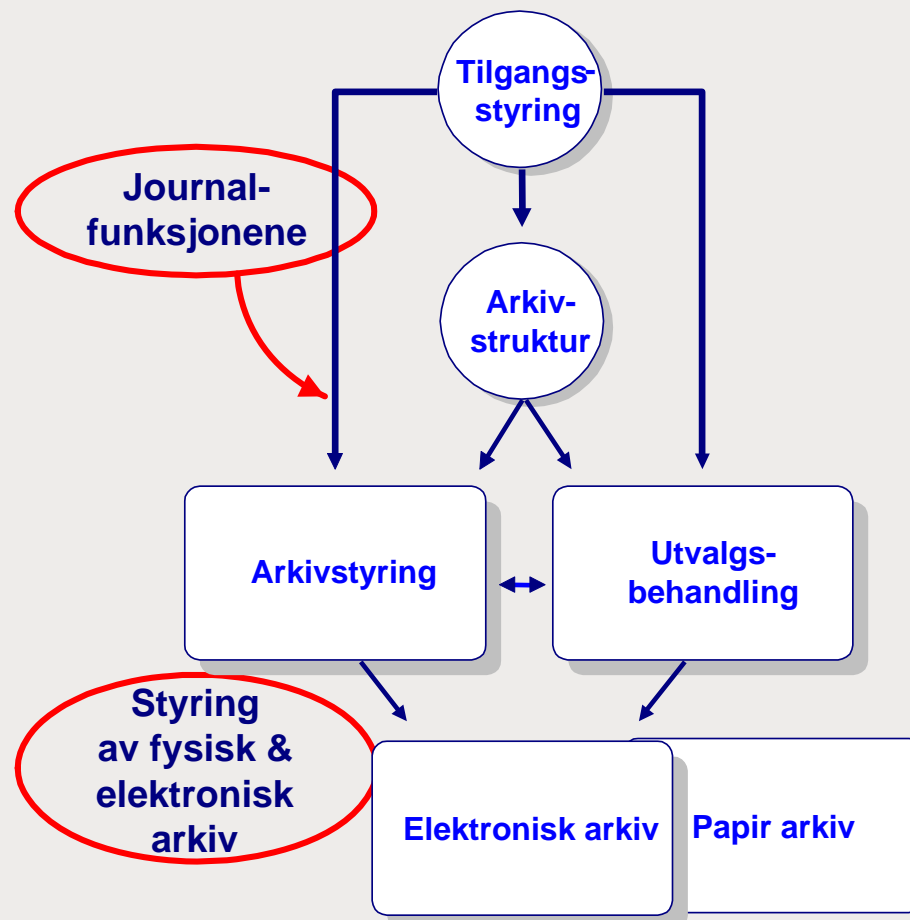 Tilgangs-
styring
Journal-
funksjonene
Arkiv-
struktur
Arkivstyring
Utvalgs-
behandling
Styring
av fysisk &
elektronisk
arkiv
Elektronisk arkiv
Papir arkiv